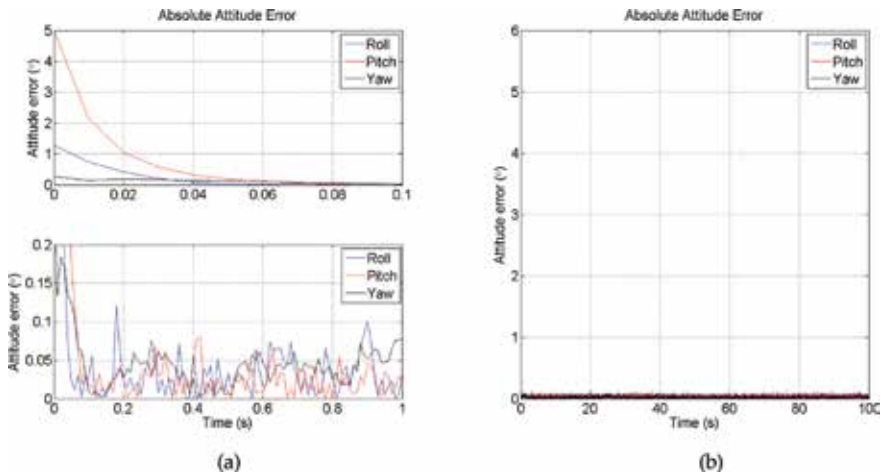 Absolute Attitude Error
5
4
3
2
1
0
Attitude error (°)
Roll
Pitch
Yaw
0
0.02
0.04
0.06
0.08
0.1
0.2
0.15
0.1
0.05
0
Attitude error (°)
Roll
Pitch
Yaw
0
0.2
0.4
0.6
0.8
1
Time (s)
(a)
Absolute Attitude Error
6
5
4
3
2
1
0
Attitude error (°)
Roll
Pitch
Yaw
0
20
40
60
80
100
Time (s)
(b)